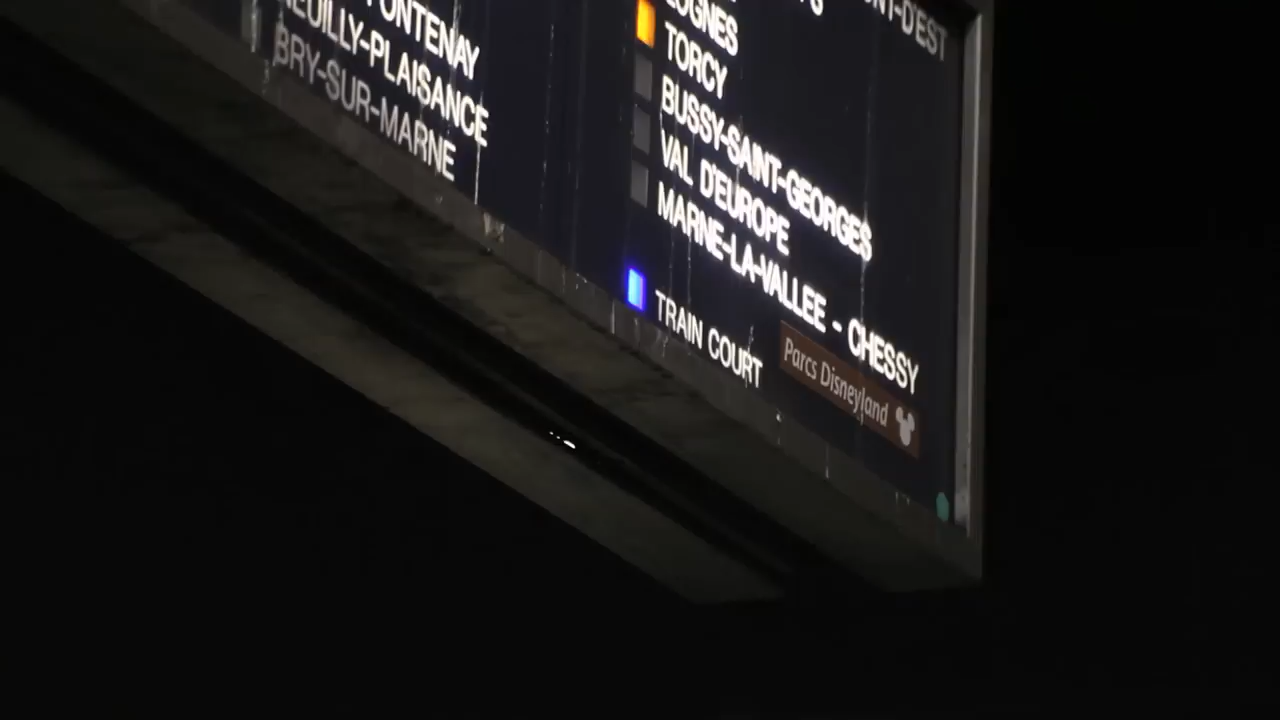 FONTENAY
NEUILLY-PLAISANCE
BRY-SUR-MARNE
TORCY
BUSSY-SAINT-GEORGES
VAL D'EUROPE
MARNE-LA-VALLEE - CHESSY
TRAIN COURT
Parcs Disneyland